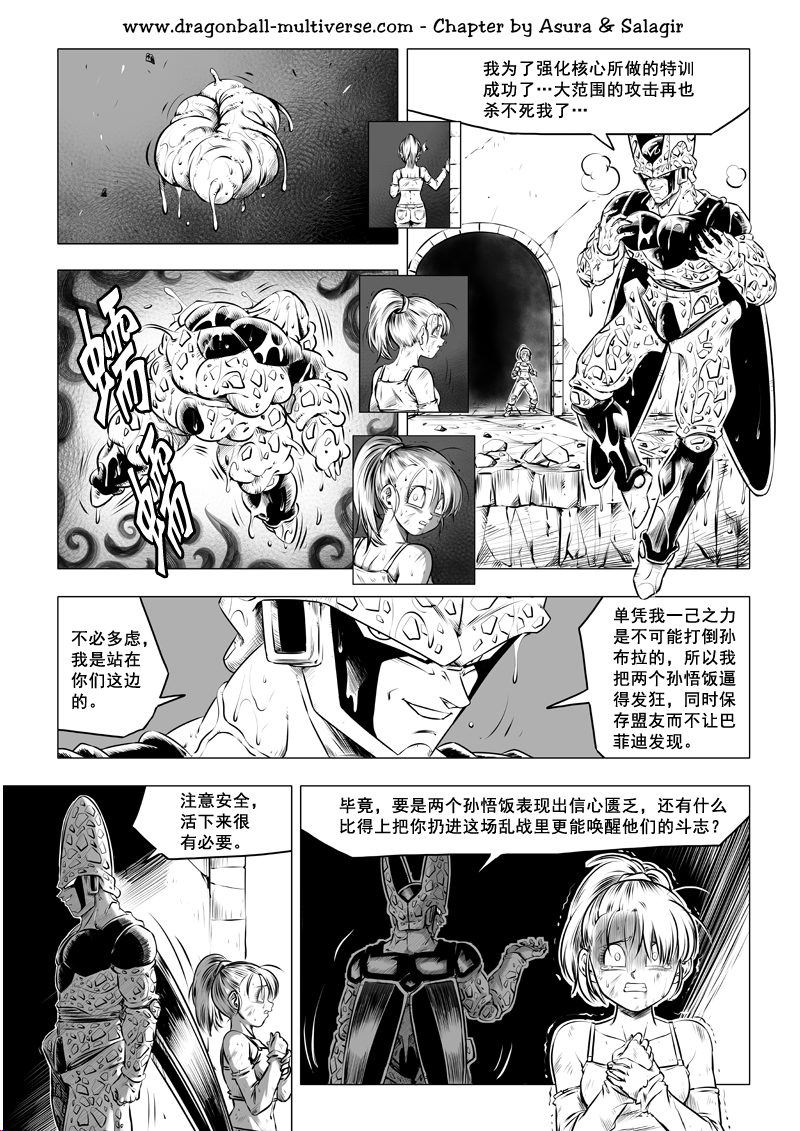 www.dragonball-multiverse.com - Chapter by Asura & Salagir
我为了强化核心所做的特训
成功了…大范围的攻击再也
杀不死我了…
蠕
蠕
不必多虑，
我是站在
你们这边
的。
单凭我一己之力
是不可能打倒孙
布拉的，所以我
把两个孙悟饭逼
得发狂，同时保
存盟友而不让巴
菲迪发现。
注意安全，
活下来很
有必要。
毕竟，要是两个孙悟饭表现出信心匮乏，还有什么
比得上把你扔进这场乱战里更能唤醒他们的斗志？